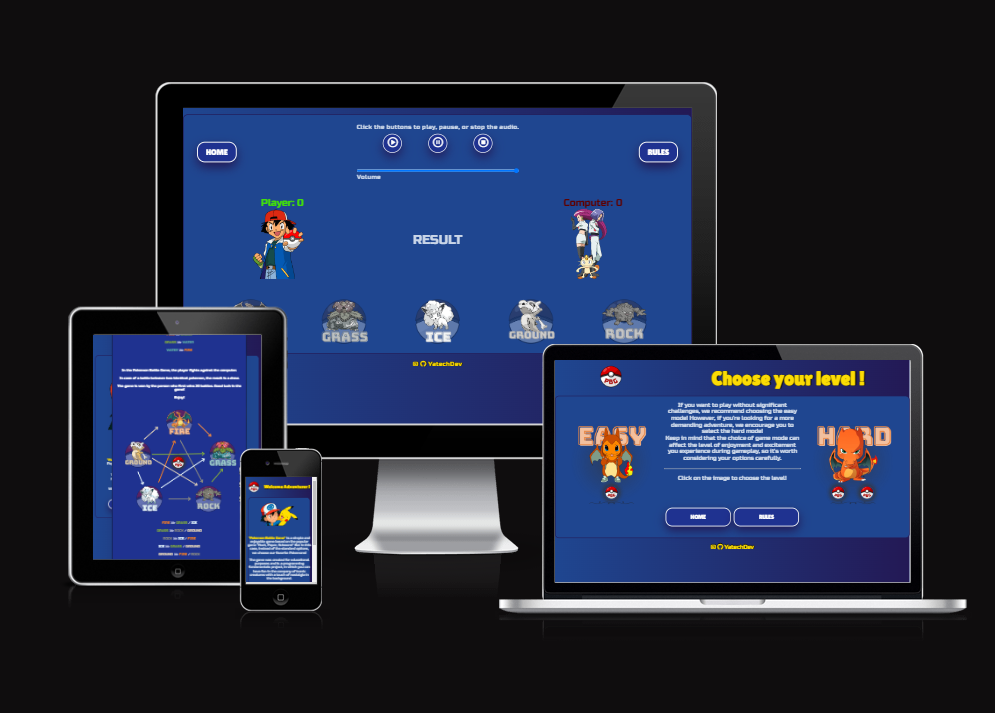 Click the buttons to play, pause, or stop the audio.
HOME
RULES
Volume
Player: 0
Computer: 0
RESULT
GRASS
ICE
GROUND
ROCK
YatechDev
In the Pokemon Battle Game, the player fights against the computer.
Enjoy!
FIRE
GROUND
GRASS
ICE
ROCK
Welcome Adventurer !
PBG
Choose your level !
If you want to play without significant
challenges, we recommend choosing the easy
mode! However, if you're looking for a more
demanding adventure, we encourage you to
select the hard mode!
Keep in mind that the choice of game mode can
affect the level of enjoyment and excitement
you experience during gameplay, so it's worth
considering your options carefully.
Click on the image to choose the level!
EASY
HARD
HOME
RULES
YatechDev